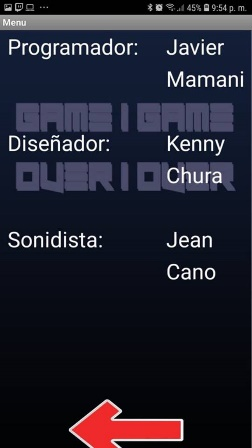 45% 9:54 p. m.
Menu
Programador: Javier
Mamani
GAME | GAME
Diseñador: Kenny
OVER | OVER
Chura
Sonidista: Jean
Cano